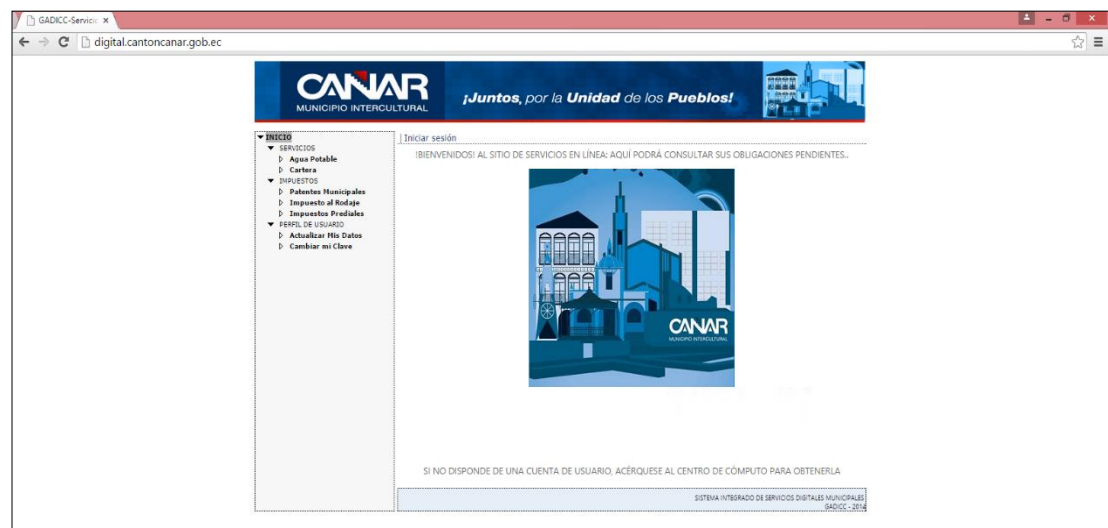 GADICC-Servici
digital.cantoncanar.gob.ec
CAÑAR
MUNICIPIO INTERCULTURAL
¡Juntos, por la Unidad de los Pueblos!
INICIO
SERVICIOS
Agua Potable
Cartera
IMPUESTOS
Patentes Municipales
Impuesto al Rodaje
Impuestos Prediales
PERFIL DE USUARIO
Actualizar Mis Datos
Cambiar mi Clave
| Iniciar sesión
!BIENVENIDOS! AL SITIO DE SERVICIOS EN LÍNEA: AQUÍ PODRÁ CONSULTAR SUS OBLIGACIONES PENDIENTES..
CAÑAR
MUNICIPIO INTERCULTURAL
SI NO DISPONDE DE UNA CUENTA DE USUARIO, ACÉRQUESE AL CENTRO DE CÓMPUTO PARA OBTENERLA
SISTEMA INTEGRADO DE SERVICIOS DIGITALES MUNICIPALES
GADICC - 2014